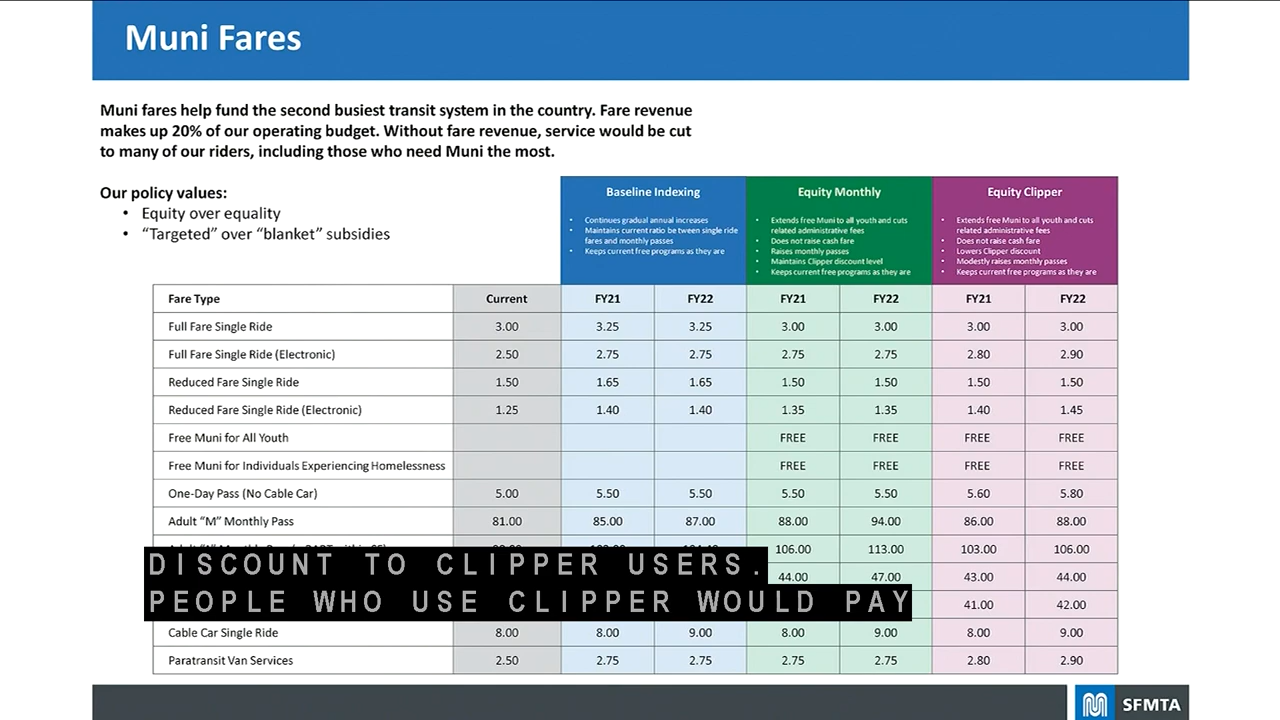 Muni Fares
Muni fares help fund the second busiest transit system in the country. Fare revenue
makes up 20% of our operating budget. Without fare revenue, service would be cut
to many of our riders, including those who need Muni the most.
Our policy values:
• Equity over equality
• “Targeted” over “blanket” subsidies
Baseline Indexing
• Continues gradual annual increases
• Maintains current ratio be tween single ride
fares and monthly passes
• Keeps current free programs as they are
Equity Monthly
• Extends free Muni to all youth and cuts
related administrative fees
• Does not raise cash fare
• Raises monthly passes
• Maintains Clipper discount level
• Keeps current free programs as they are
Equity Clipper
• Extends free Muni to all youth and cuts
related administrative fees
• Does not raise cash fare
• Lowers Clipper discount
• Modestly raises monthly passes
• Keeps current free programs as they are
Fare Type Current FY21 FY22 FY21 FY22 FY21 FY22
Full Fare Single Ride 3.00 3.25 3.25 3.00 3.00 3.00 3.00
Full Fare Single Ride (Electronic) 2.50 2.75 2.75 2.75 2.75 2.80 2.90
Reduced Fare Single Ride 1.50 1.65 1.65 1.50 1.50 1.50 1.50
Reduced Fare Single Ride (Electronic) 1.25 1.40 1.40 1.35 1.35 1.40 1.45
Free Muni for All Youth FREE FREE FREE FREE
Free Muni for Individuals Experiencing Homelessness FREE FREE FREE FREE
One-Day Pass (No Cable Car) 5.00 5.50 5.50 5.50 5.50 5.60 5.80
Adult “M” Monthly Pass 81.00 85.00 87.00 88.00 94.00 86.00 88.00
106.00 113.00 103.00 106.00
DISCOUNT TO CLIPPER USERS.
44.00 47.00 43.00 44.00
PEOPLE WHO USE CLIPPER WOULD PAY
41.00 42.00
Cable Car Single Ride 8.00 8.00 9.00 8.00 9.00 8.00 9.00
Paratransit Van Services 2.50 2.75 2.75 2.75 2.75 2.80 2.90
SFMTA